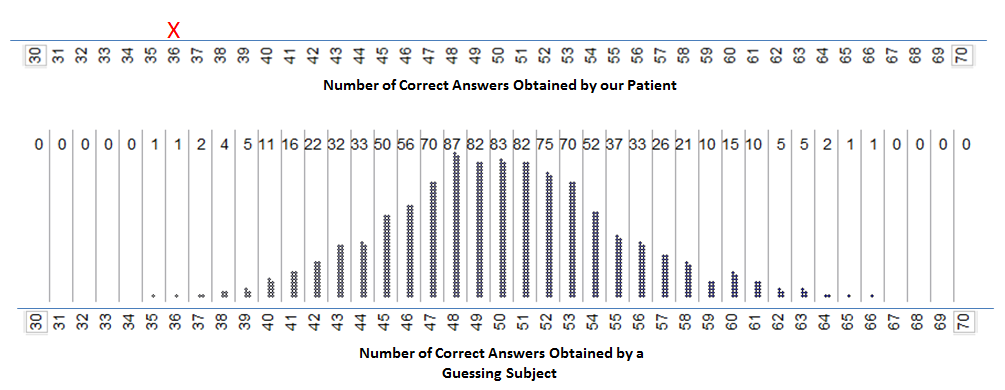 X
30 31 32 33 34 35 36 37 38 39 40 41 42 43 44 45 46 47 48 49 50 51 52 53 54 55 56 57 58 59 60 61 62 63 64 65 66 67 68 69 70
Number of Correct Answers Obtained by our Patient
0 0 0 0 0 1 1 2 4 5 11 16 22 32 33 50 56 70 87 82 83 82 75 70 52 37 33 26 21 10 15 10 5 5 2 1 1 0 0 0 0
30 31 32 33 34 35 36 37 38 39 40 41 42 43 44 45 46 47 48 49 50 51 52 53 54 55 56 57 58 59 60 61 62 63 64 65 66 67 68 69 70
Number of Correct Answers Obtained by a
Guessing Subject